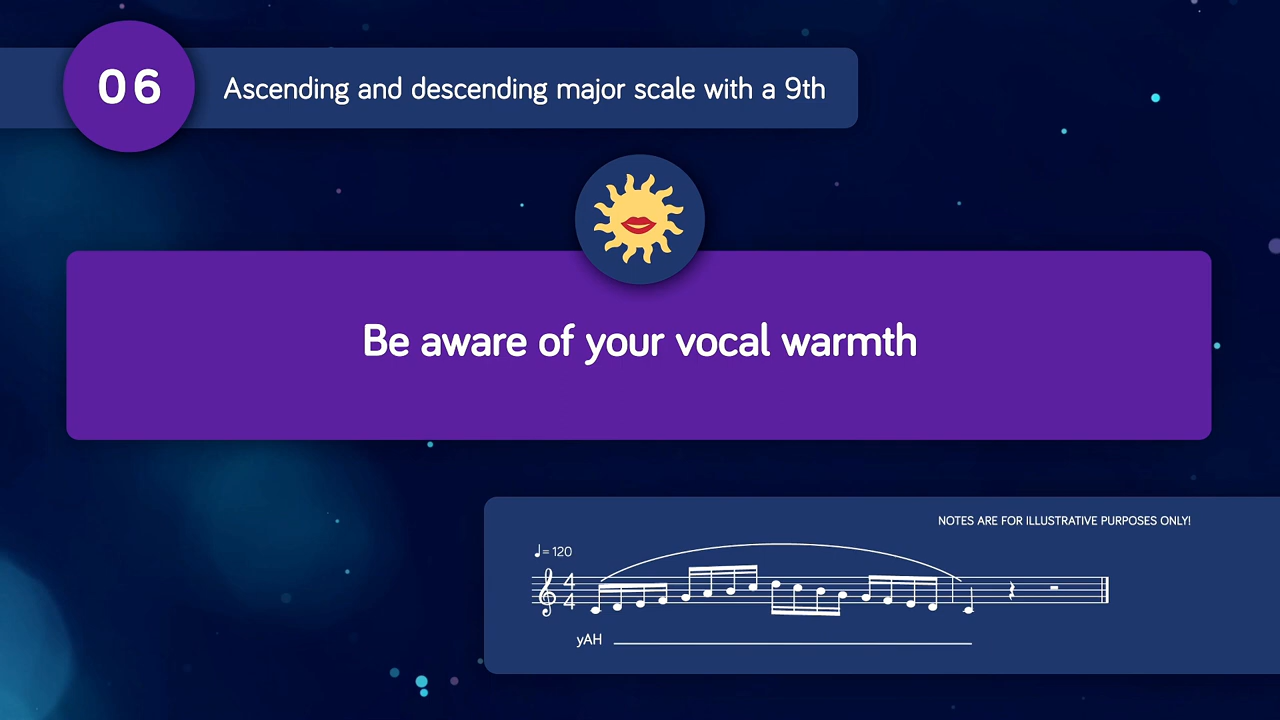 06
Ascending and descending major scale with a 9th
Be aware of your vocal warmth
NOTES ARE FOR ILLUSTRATIVE PURPOSES ONLY!
♩= 120
4
4
yAH